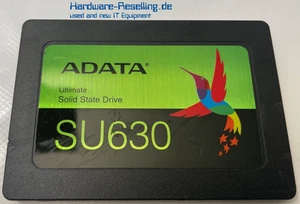 Hardware-Reselling.de
used and new IT Equipment
ADATA
Ultimate
Solid State Drive
SU630